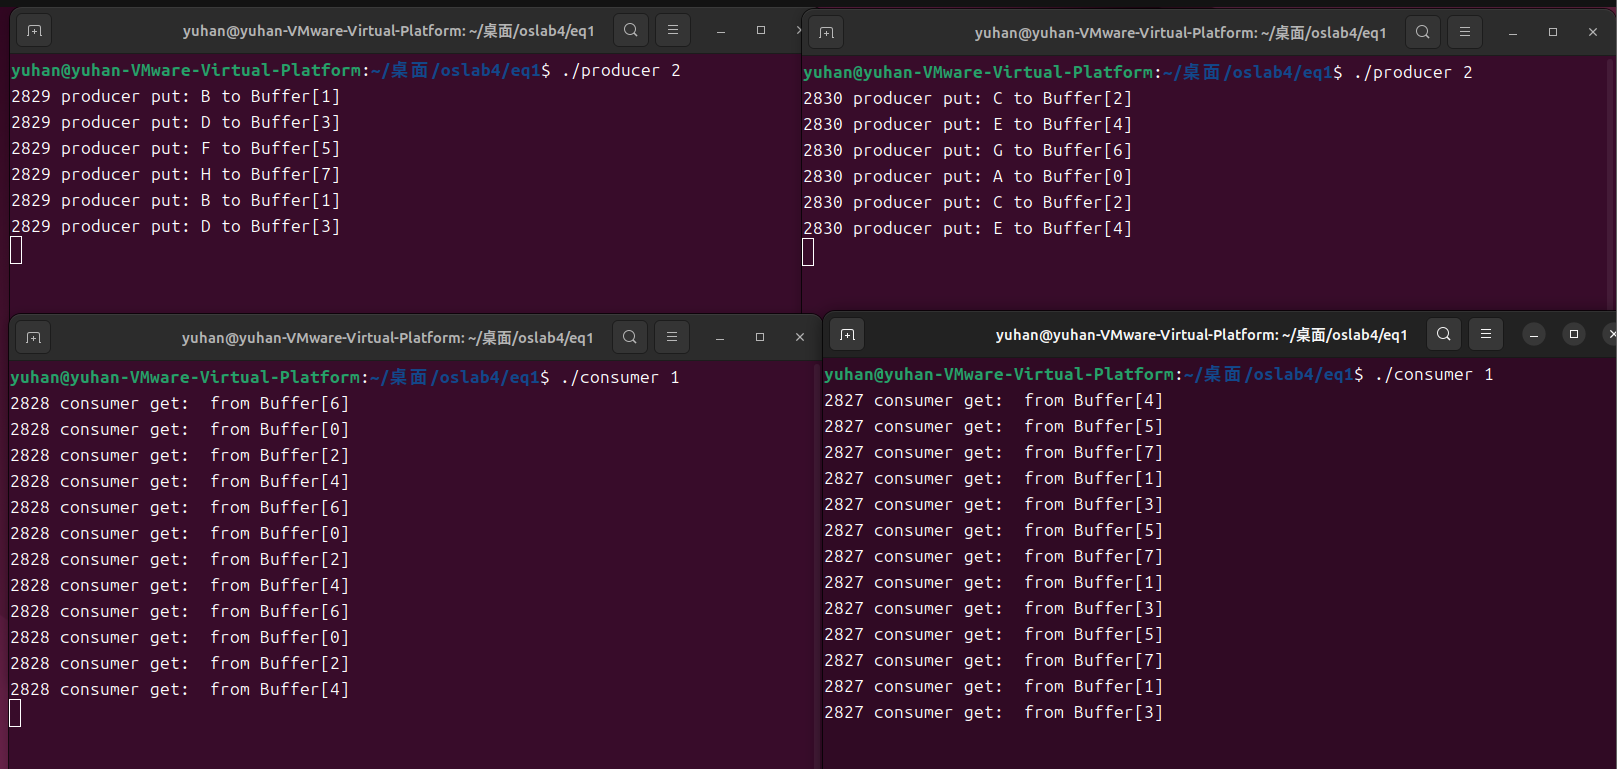 yuhan@yuhan-VMware-Virtual-Platform: ~/桌面/oslab4/eq1
yuhan@yuhan-VMware-Virtual-Platform:~/桌面/oslab4/eq1$ ./producer 2
2829 producer put: B to Buffer[1]
2829 producer put: D to Buffer[3]
2829 producer put: F to Buffer[5]
2829 producer put: H to Buffer[7]
2829 producer put: B to Buffer[1]
2829 producer put: D to Buffer[3]
yuhan@yuhan-VMware-Virtual-Platform: ~/桌面/oslab4/eq1
yuhan@yuhan-VMware-Virtual-Platform:~/桌面/oslab4/eq1$ ./producer 2
2830 producer put: C to Buffer[2]
2830 producer put: E to Buffer[4]
2830 producer put: G to Buffer[6]
2830 producer put: A to Buffer[0]
2830 producer put: C to Buffer[2]
2830 producer put: E to Buffer[4]
yuhan@yuhan-VMware-Virtual-Platform: ~/桌面/oslab4/eq1
yuhan@yuhan-VMware-Virtual-Platform:~/桌面/oslab4/eq1$ ./consumer 1
2828 consumer get:  from Buffer[6]
2828 consumer get:  from Buffer[0]
2828 consumer get:  from Buffer[2]
2828 consumer get:  from Buffer[4]
2828 consumer get:  from Buffer[6]
2828 consumer get:  from Buffer[0]
2828 consumer get:  from Buffer[2]
2828 consumer get:  from Buffer[4]
2828 consumer get:  from Buffer[6]
2828 consumer get:  from Buffer[0]
2828 consumer get:  from Buffer[2]
2828 consumer get:  from Buffer[4]
yuhan@yuhan-VMware-Virtual-Platform: ~/桌面/oslab4/eq1
yuhan@yuhan-VMware-Virtual-Platform:~/桌面/oslab4/eq1$ ./consumer 1
2827 consumer get:  from Buffer[4]
2827 consumer get:  from Buffer[5]
2827 consumer get:  from Buffer[7]
2827 consumer get:  from Buffer[1]
2827 consumer get:  from Buffer[3]
2827 consumer get:  from Buffer[5]
2827 consumer get:  from Buffer[7]
2827 consumer get:  from Buffer[1]
2827 consumer get:  from Buffer[3]
2827 consumer get:  from Buffer[5]
2827 consumer get:  from Buffer[7]
2827 consumer get:  from Buffer[1]
2827 consumer get:  from Buffer[3]